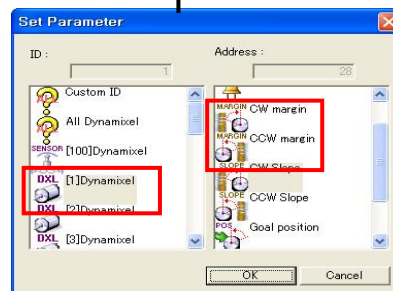 Set Parameter
ID :
Address :
1
28
Custom ID
All Dynamixel
SENSOR [100]Dynamixel
DXL [1]Dynamixel
DXL [2]Dynamixel
DXL [3]Dynamixel
MARGIN CW margin
MARGIN CCW margin
SLOPE CW Slope
SLOPE CCW Slope
POS Goal position
OK
Cancel